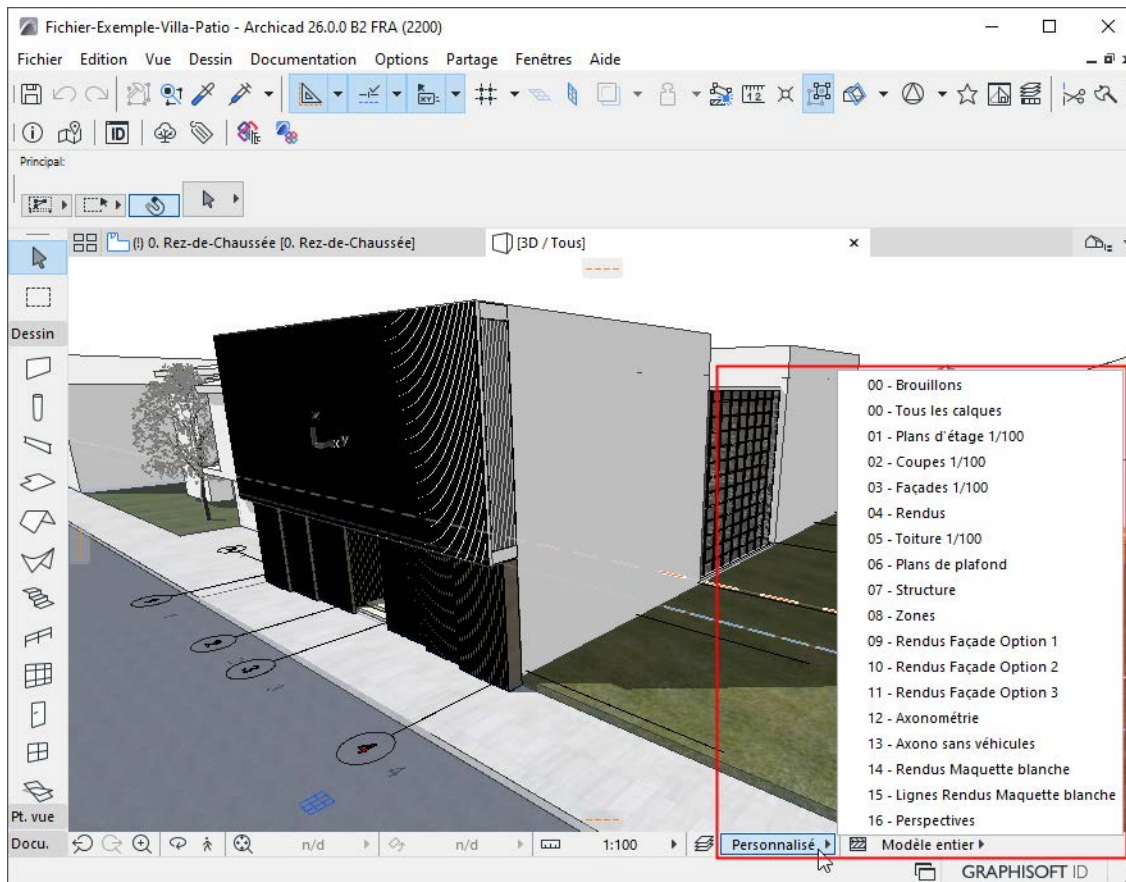 Fichier-Exemple-Villa-Patio - Archicad 26.0.0 B2 FRA (2200)
Fichier Edition Vue Dessin Documentation Options Partage Fenêtres Aide
Principal:
(!) 0. Rez-de-Chaussée [0. Rez-de-Chaussée]
[3D / Tous]
Dessin
00 - Brouillons
00 - Tous les calques
01 - Plans d'étage 1/100
02 - Coupes 1/100
03 - Façades 1/100
04 - Rendus
05 - Toiture 1/100
06 - Plans de plafond
07 - Structure
08 - Zones
09 - Rendus Façade Option 1
10 - Rendus Façade Option 2
11 - Rendus Façade Option 3
12 - Axonométrie
13 - Axono sans véhicules
14 - Rendus Maquette blanche
15 - Lignes Rendus Maquette blanche
16 - Perspectives
Pt. vue
Docu.
n/d n/d 1:100 Personnalisé Modèle entier
GRAPHISOFT ID